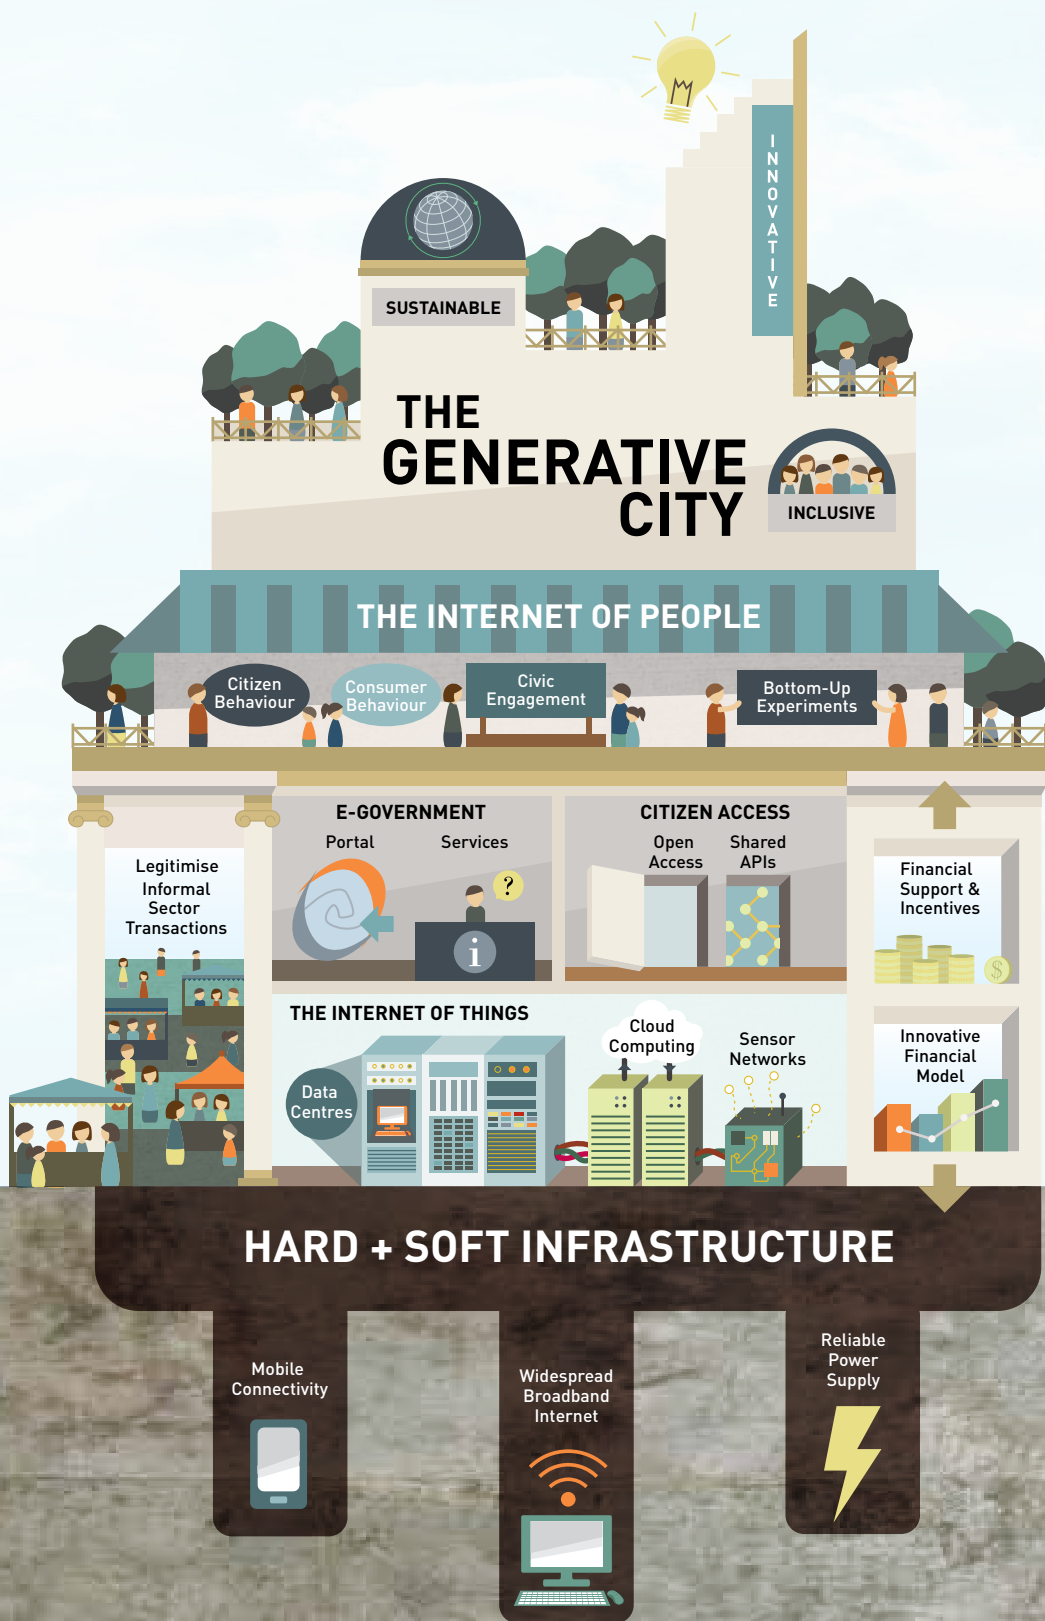 INNOVATIVE
SUSTAINABLE
THE
GENERATIVE
CITY
INCLUSIVE
THE INTERNET OF PEOPLE
Citizen
Behaviour
Consumer
Behaviour
Civic
Engagement
Bottom-Up
Experiments
Legitimise
Informal
Sector
Transactions
E-GOVERNMENT
Portal
Services
?
i
CITIZEN ACCESS
Open
Access
Shared
APIs
Financial
Support &
Incentives
$
THE INTERNET OF THINGS
Data
Centres
Cloud
Computing
Sensor
Networks
Innovative
Financial
Model
HARD + SOFT INFRASTRUCTURE
Mobile
Connectivity
Widespread
Broadband
Internet
Reliable
Power
Supply